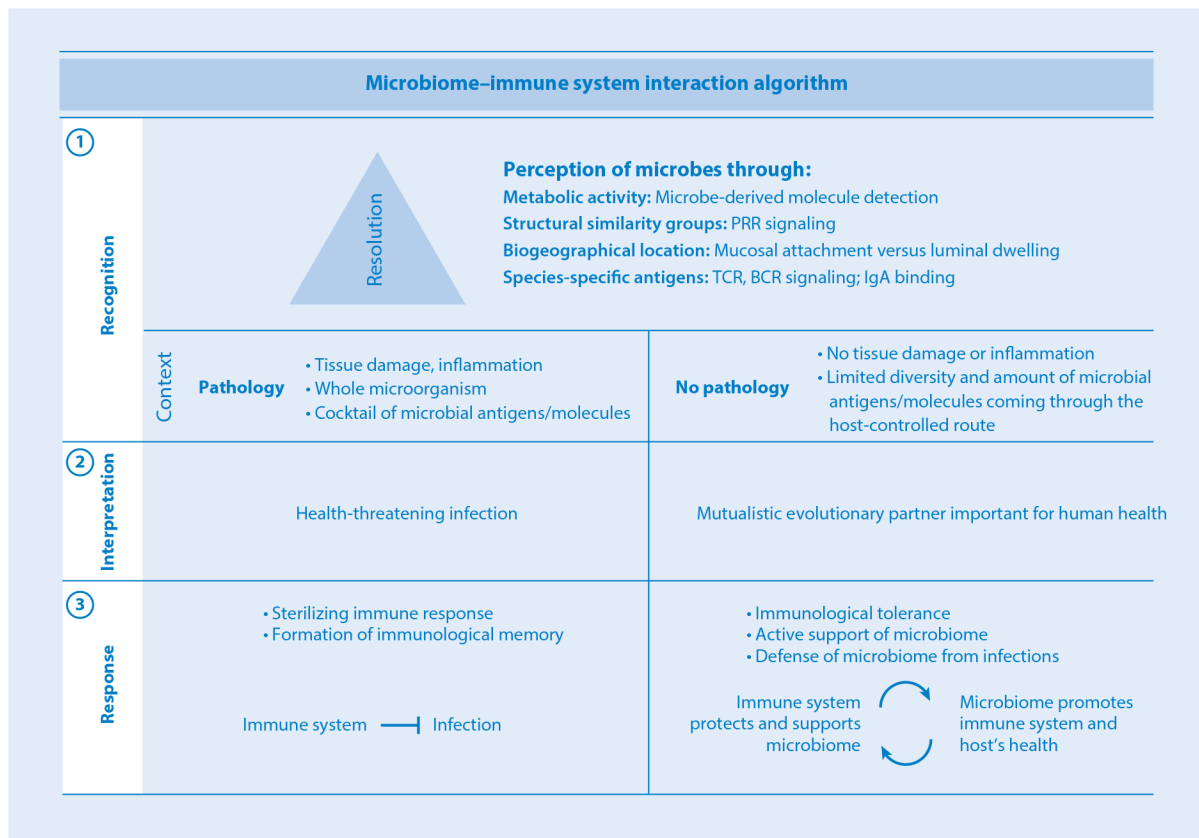 Microbiome–immune system interaction algorithm
1
Recognition
Resolution
Perception of microbes through:
Metabolic activity: Microbe-derived molecule detection
Structural similarity groups: PRR signaling
Biogeographical location: Mucosal attachment versus luminal dwelling
Species-specific antigens: TCR, BCR signaling; IgA binding
Context
Pathology
• Tissue damage, inflammation
• Whole microorganism
• Cocktail of microbial antigens/molecules
No pathology
• No tissue damage or inflammation
• Limited diversity and amount of microbial
antigens/molecules coming through the
host-controlled route
2
Interpretation
Health-threatening infection
Mutualistic evolutionary partner important for human health
3
Response
• Sterilizing immune response
• Formation of immunological memory
Immune system
Infection
• Immunological tolerance
• Active support of microbiome
• Defense of microbiome from infections
Immune system
protects and supports
microbiome
Microbiome promotes
immune system and
host's health